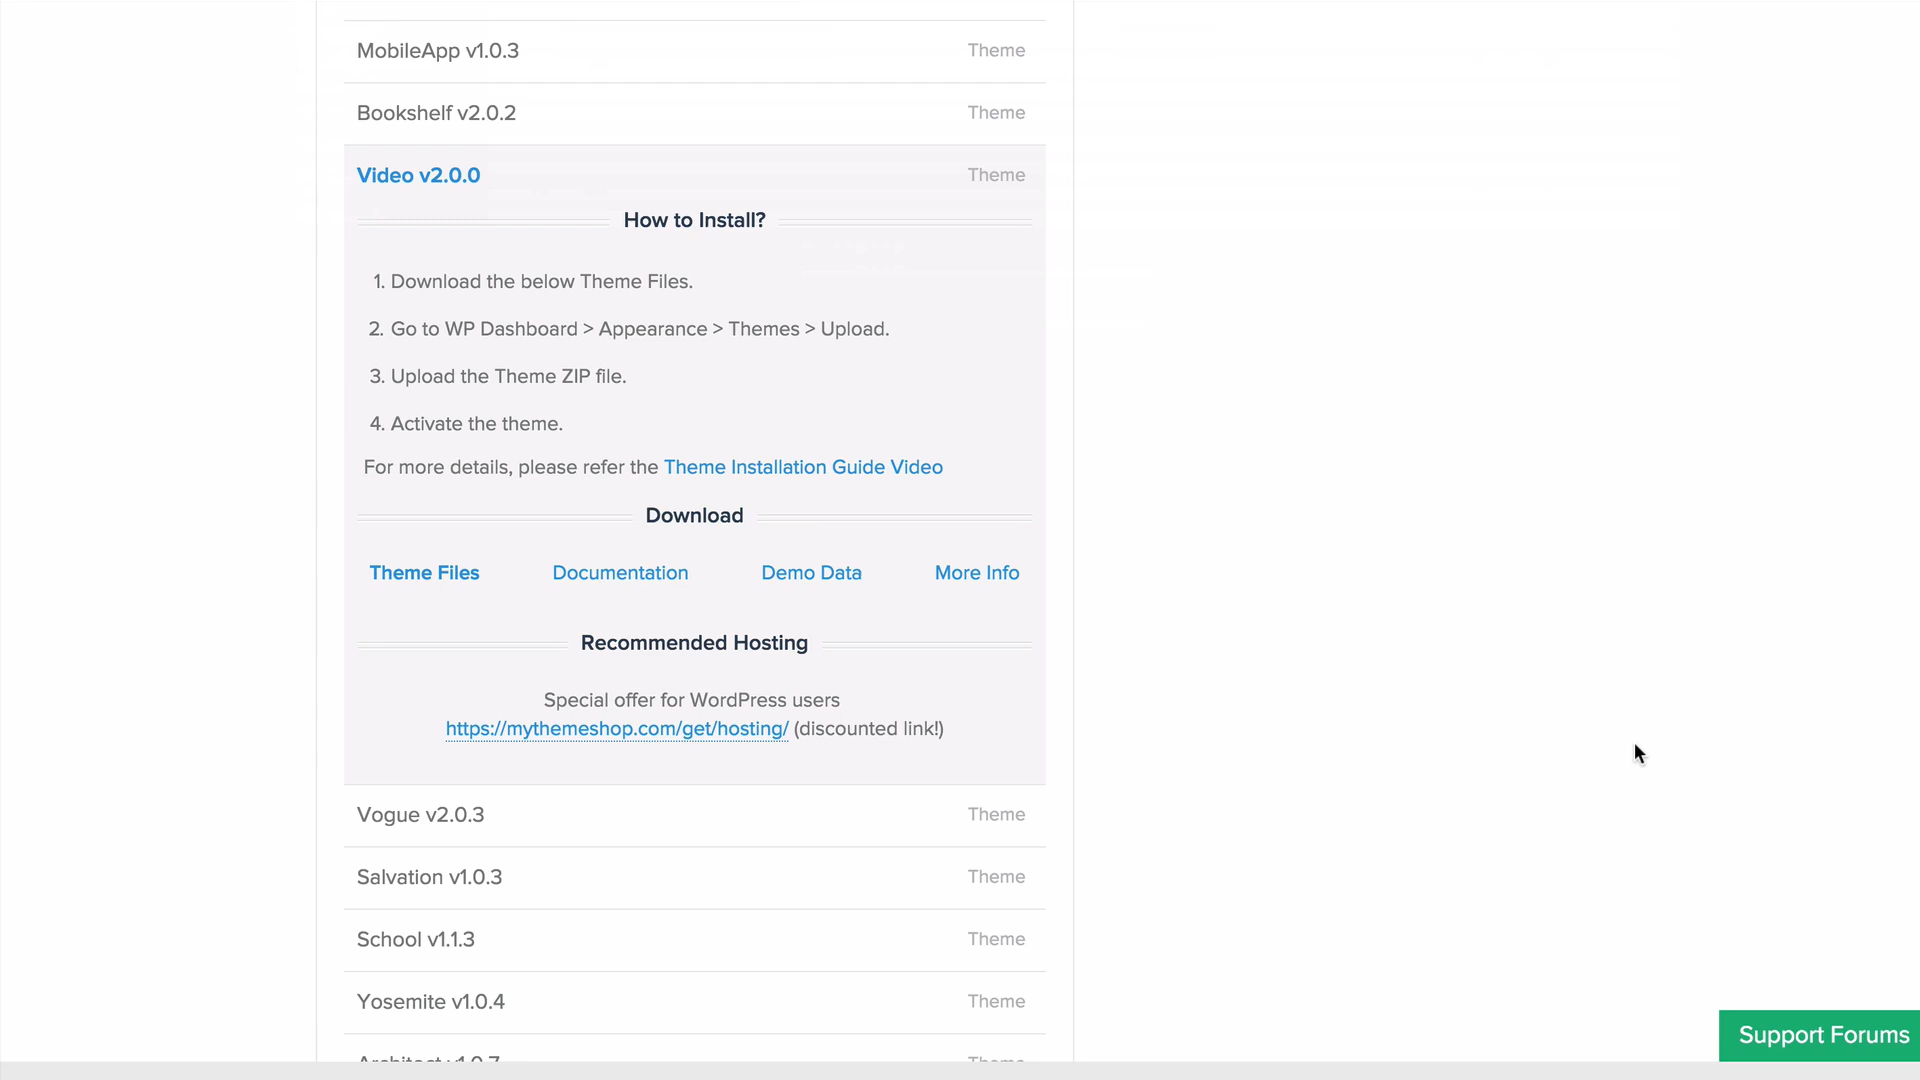 MobileApp v1.0.3 Theme
Bookshelf v2.0.2 Theme
Video v2.0.0 Theme
How to Install?
1. Download the below Theme Files.
2. Go to WP Dashboard > Appearance > Themes > Upload.
3. Upload the Theme ZIP file.
4. Activate the theme.
For more details, please refer the Theme Installation Guide Video
Download
Theme Files Documentation Demo Data More Info
Recommended Hosting
Special offer for WordPress users
https://mythemeshop.com/get/hosting/ (discounted link!)
Vogue v2.0.3 Theme
Salvation v1.0.3 Theme
School v1.1.3 Theme
Yosemite v1.0.4 Theme
Architect v1.0.7 Theme
Support Forums